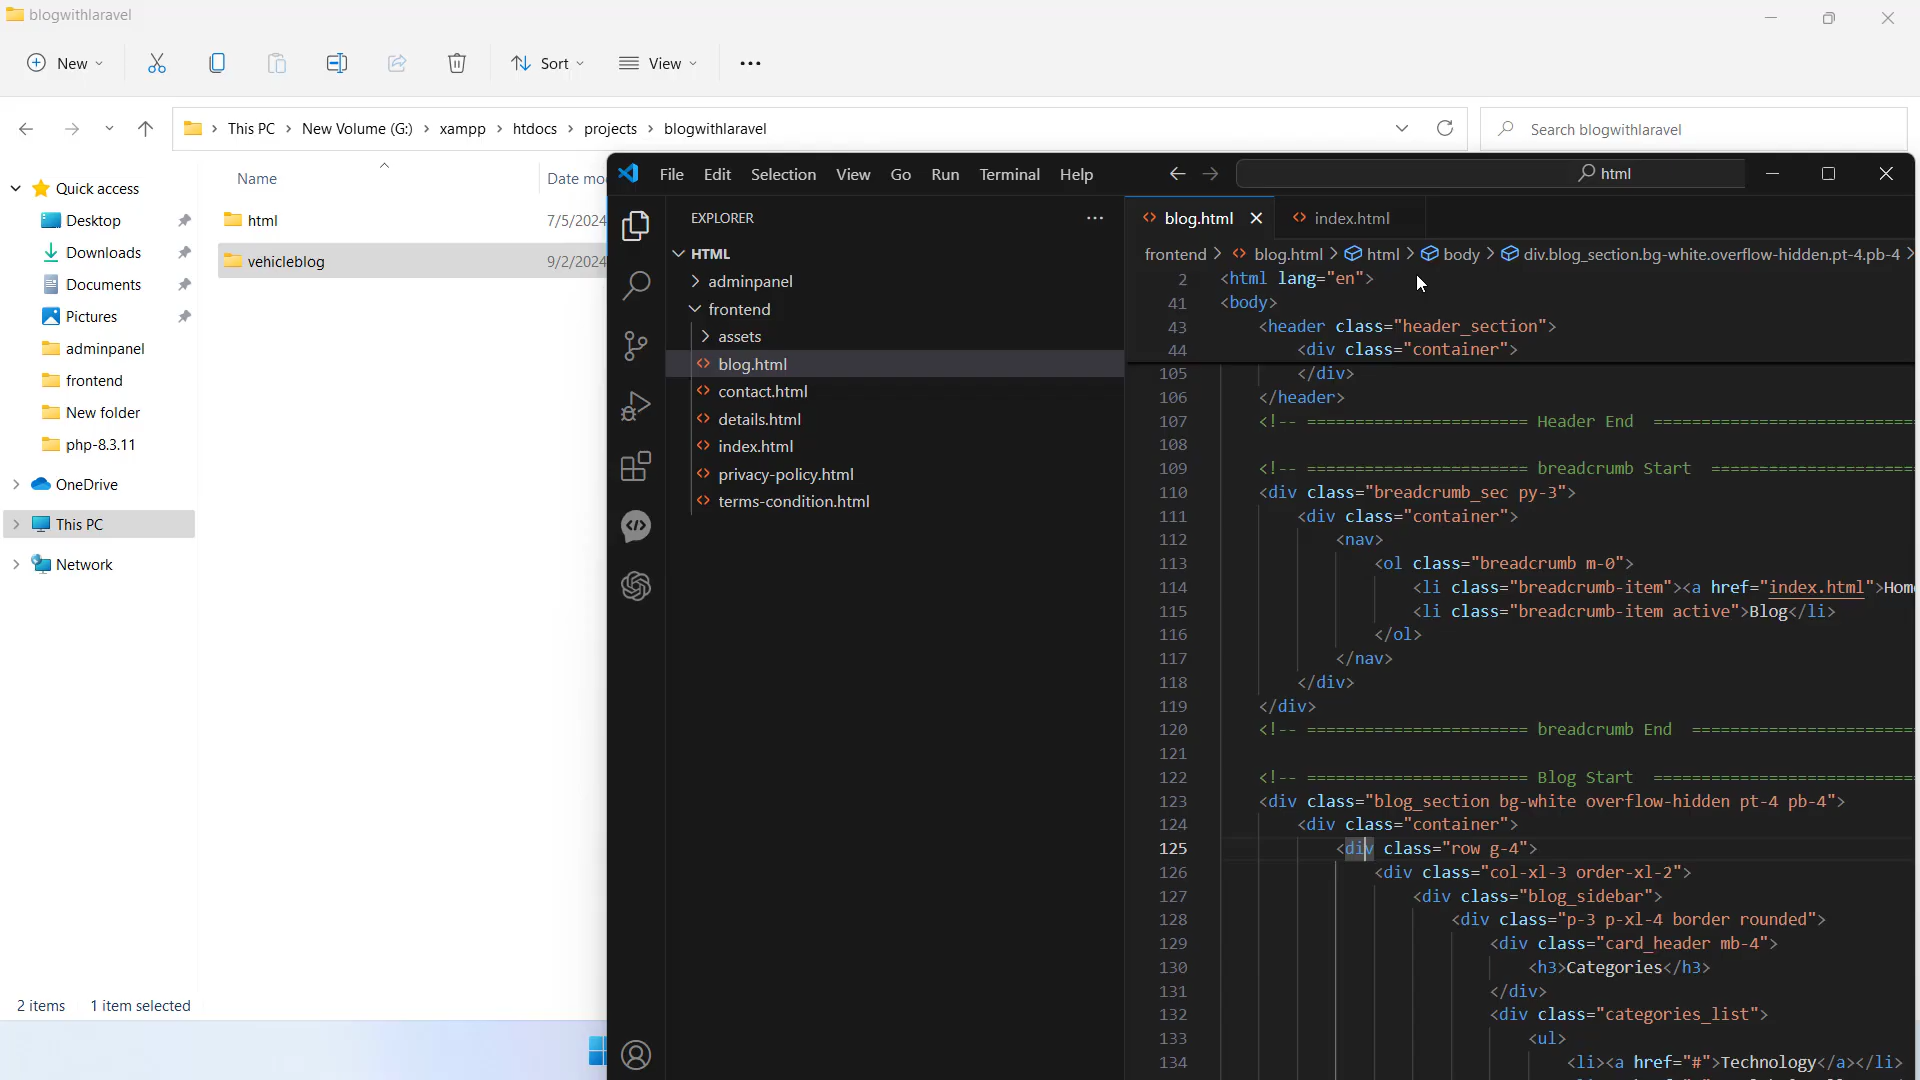 blogwithlaravel
New
Sort
View
This PC
New Volume (G:)
xampp
htdocs
projects
blogwithlaravel
Search blogwithlaravel
Quick access
Desktop
Downloads
Documents
Pictures
adminpanel
frontend
New folder
php-8.3.11
OneDrive
This PC
Network
Name
Date mo
html
7/5/2024
vehicleblog
9/2/2024
2 items
1 item selected
File Edit Selection View Go Run Terminal Help
html
EXPLORER
HTML
adminpanel
frontend
assets
blog.html
contact.html
details.html
index.html
privacy-policy.html
terms-condition.html
blog.html
index.html
frontend > blog.html > html > body > div.blog_section.bg-white.overflow-hidden.pt-4.pb-4 >
2 <html lang="en">
41 <body>
43 <header class="header_section">
44 <div class="container">
105 </div>
106 </header>
107 <!-- ======================= Header End ===========================
108
109 <!-- ======================= breadcrumb Start =====================
110 <div class="breadcrumb_sec py-3">
111 <div class="container">
112 <nav>
113 <ol class="breadcrumb m-0">
114 <li class="breadcrumb-item"><a href="index.html">Hom
115 <li class="breadcrumb-item active">Blog</li>
116 </ol>
117 </nav>
118 </div>
119 </div>
120 <!-- ======================= breadcrumb End =======================
121
122 <!-- ======================= Blog Start ===========================
123 <div class="blog_section bg-white overflow-hidden pt-4 pb-4">
124 <div class="container">
125 <div class="row g-4">
126 <div class="col-xl-3 order-xl-2">
127 <div class="blog_sidebar">
128 <div class="p-3 p-xl-4 border rounded">
129 <div class="card_header mb-4">
130 <h3>Categories</h3>
131 </div>
132 <div class="categories_list">
133 <ul>
134 <li><a href="#">Technology</a></li>